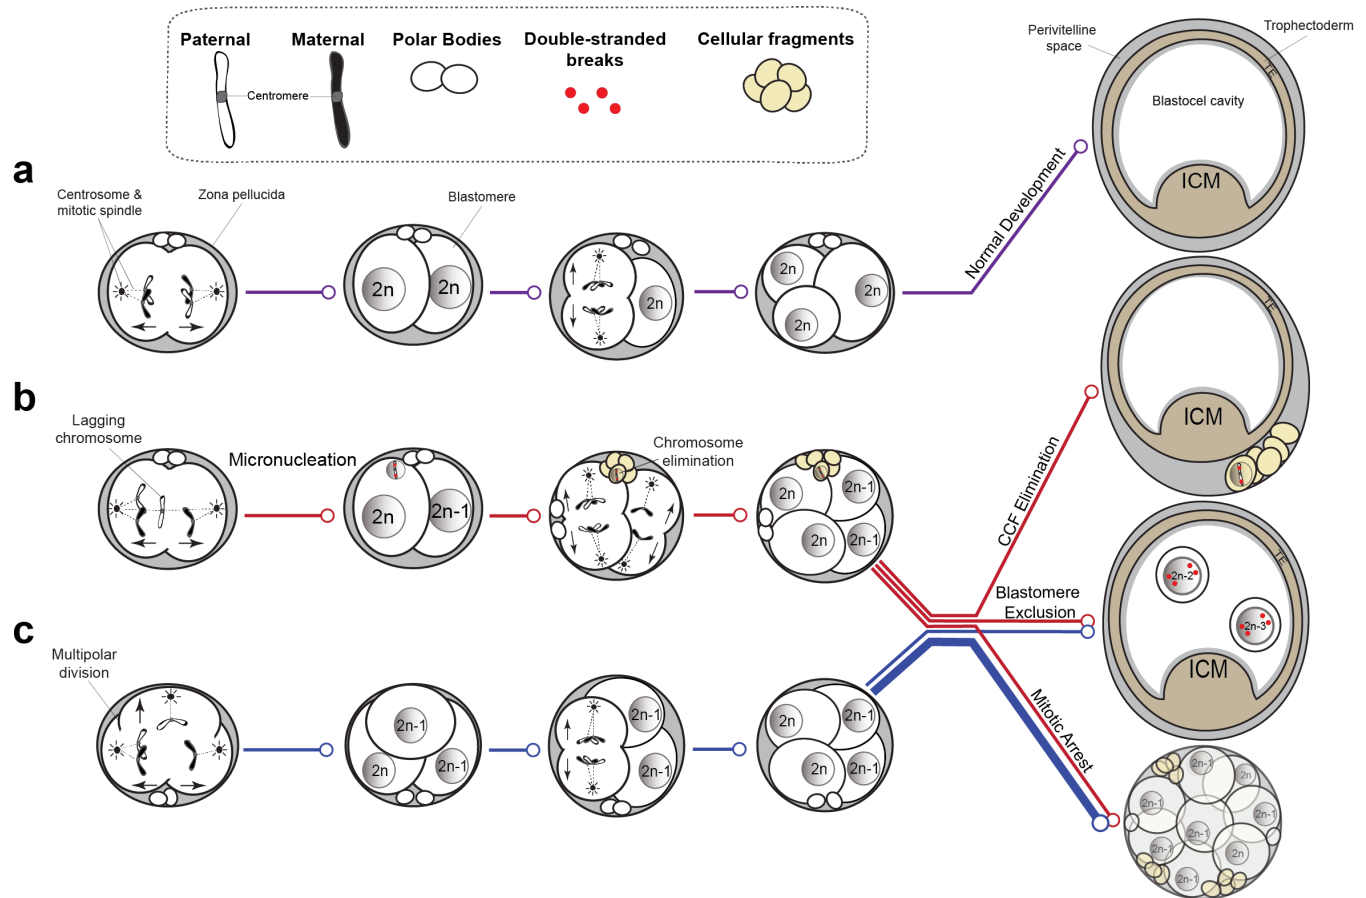 Paternal
Maternal
Polar Bodies
Double-stranded
breaks
Cellular fragments
Centromere
Perivitelline
space
Trophectoderm
TE
Blastocel cavity
ICM
a
Centrosome &
mitotic spindle
Zona pellucida
Blastomere
2n
2n
2n
2n
2n
2n
Normal Development
TE
ICM
b
Lagging
chromosome
Micronucleation
Chromosome
elimination
2n
2n-1
2n
2n-1
2n
2n-1
CCF Elimination
Blastomere
Exclusion
TE
2n-2
2n-3
ICM
c
Multipolar
division
2n-1
2n
2n-1
2n-1
2n-1
2n
2n-1
2n
2n-1
Mitotic Arrest
2n-1
2n
2n-1
2n-1
2n-1
2n-1
2n
2n-1